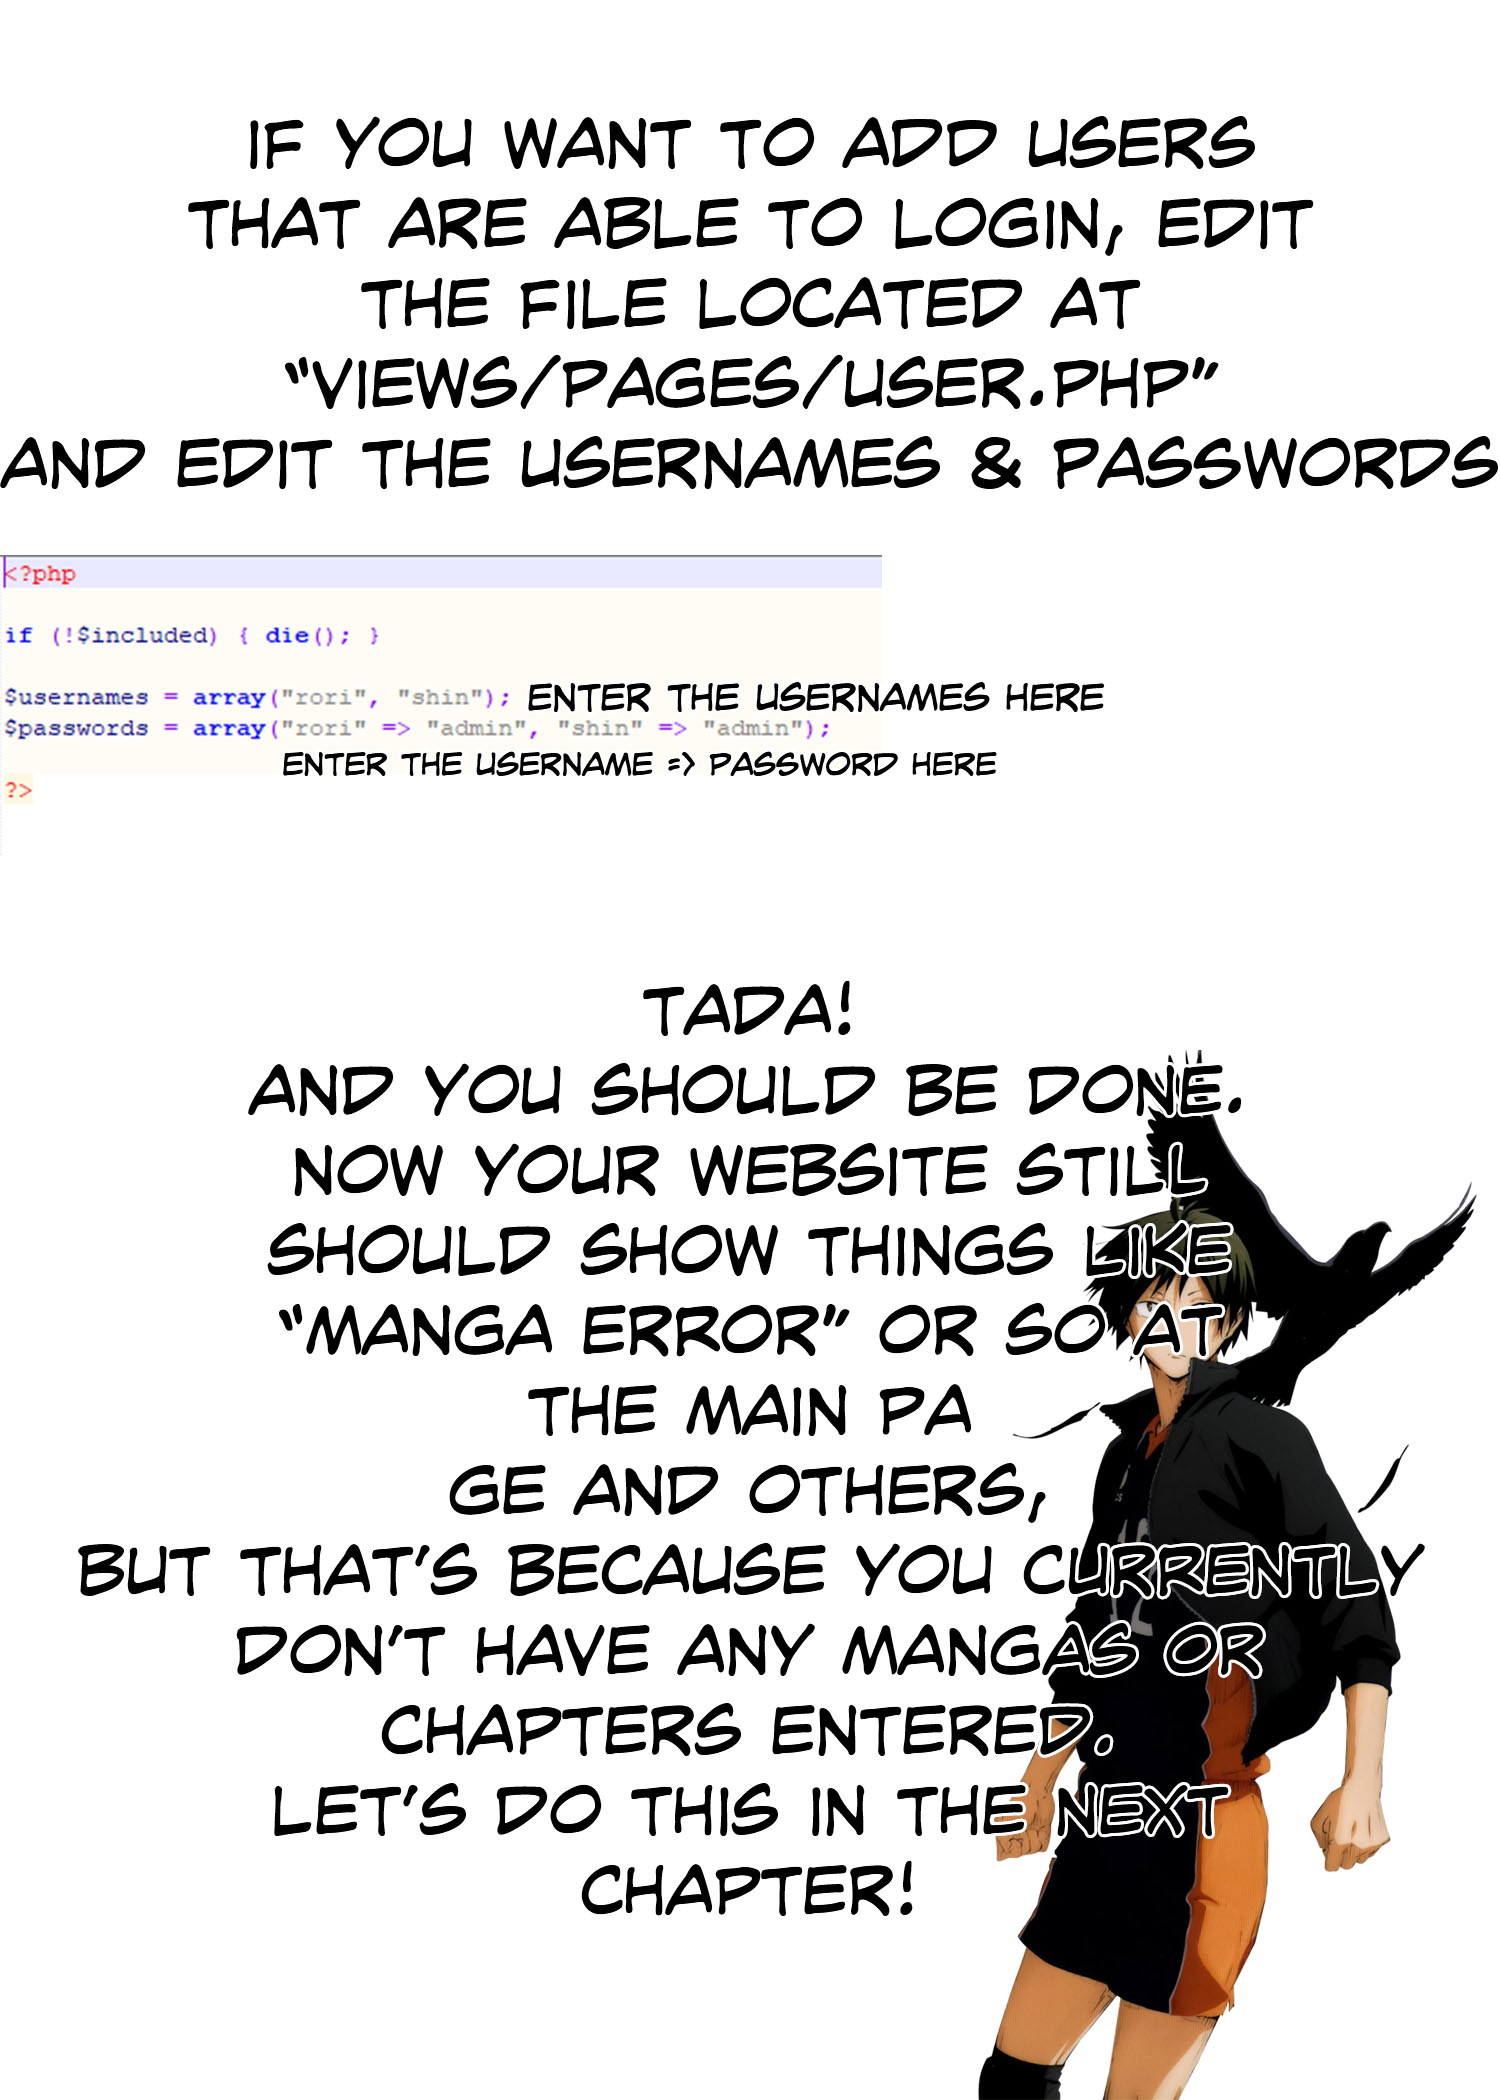 IF YOU WANT TO ADD USERS
THAT ARE ABLE TO LOGIN, EDIT
THE FILE LOCATED AT
“VIEWS/PAGES/USER.PHP”
AND EDIT THE USERNAMES & PASSWORDS
<?php
if (!$included) { die(); }
$usernames = array("rori", "shin"); ENTER THE USERNAMES HERE
$passwords = array("rori" => "admin", "shin" => "admin");
ENTER THE USERNAME => PASSWORD HERE
?>
TADA!
AND YOU SHOULD BE DONE.
NOW YOUR WEBSITE STILL
SHOULD SHOW THINGS LIKE
“MANGA ERROR” OR SO AT
THE MAIN PA
GE AND OTHERS,
BUT THAT’S BECAUSE YOU CURRENTLY
DON’T HAVE ANY MANGAS OR
CHAPTERS ENTERED.
LET’S DO THIS IN THE NEXT
CHAPTER!